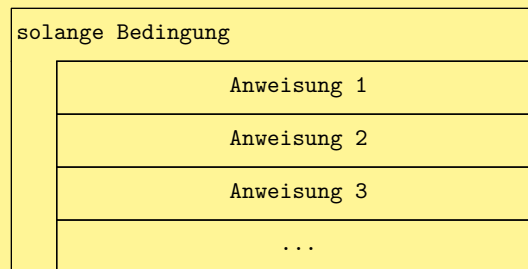 solange Bedingung
Anweisung 1
Anweisung 2
Anweisung 3
...